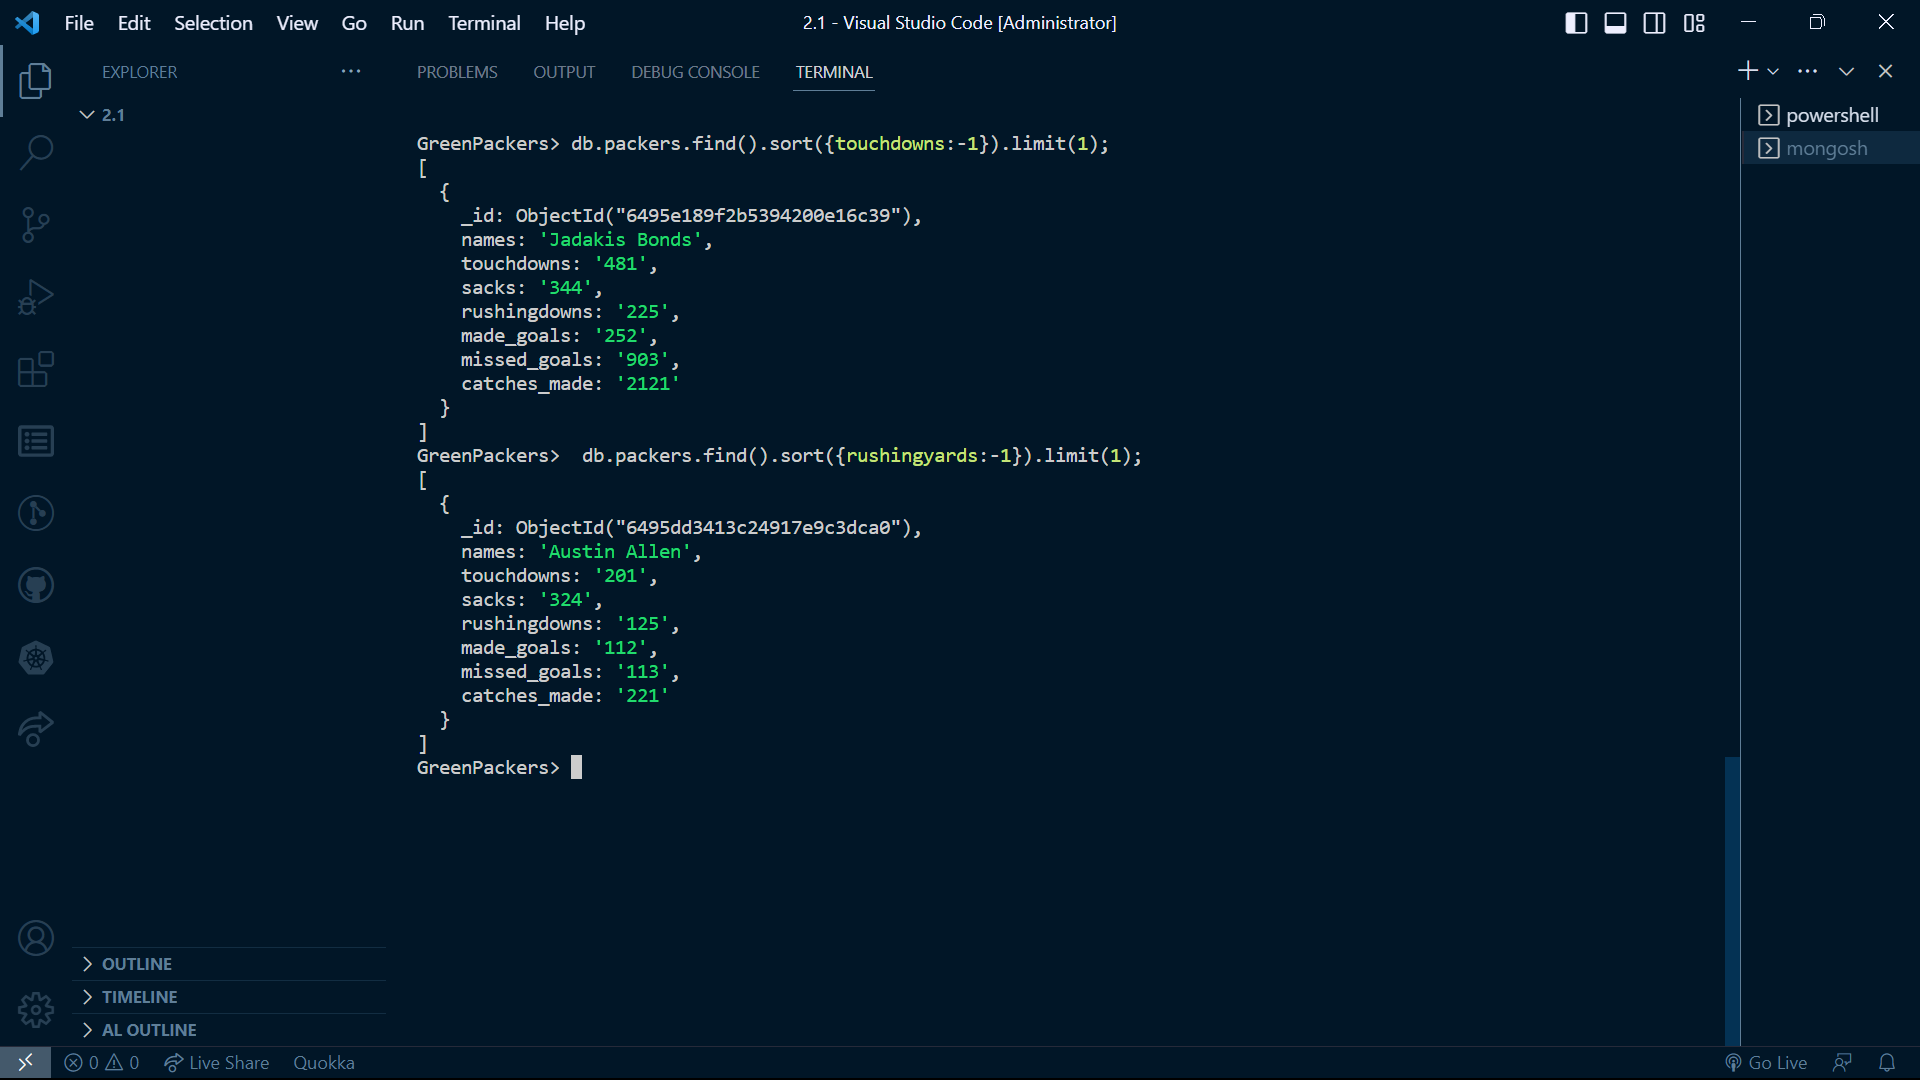 File Edit Selection View Go Run Terminal Help
2.1 - Visual Studio Code [Administrator]
EXPLORER ···
PROBLEMS OUTPUT DEBUG CONSOLE TERMINAL
2.1
powershell
mongosh
GreenPackers> db.packers.find().sort({touchdowns:-1}).limit(1);
[
  {
    _id: ObjectId("6495e189f2b5394200e16c39"),
    names: 'Jadakis Bonds',
    touchdowns: '481',
    sacks: '344',
    rushingdowns: '225',
    made_goals: '252',
    missed_goals: '903',
    catches_made: '2121'
  }
]
GreenPackers>  db.packers.find().sort({rushingyards:-1}).limit(1);
[
  {
    _id: ObjectId("6495dd3413c24917e9c3dca0"),
    names: 'Austin Allen',
    touchdowns: '201',
    sacks: '324',
    rushingdowns: '125',
    made_goals: '112',
    missed_goals: '113',
    catches_made: '221'
  }
]
GreenPackers>
OUTLINE
TIMELINE
AL OUTLINE
0 0 Live Share Quokka
Go Live